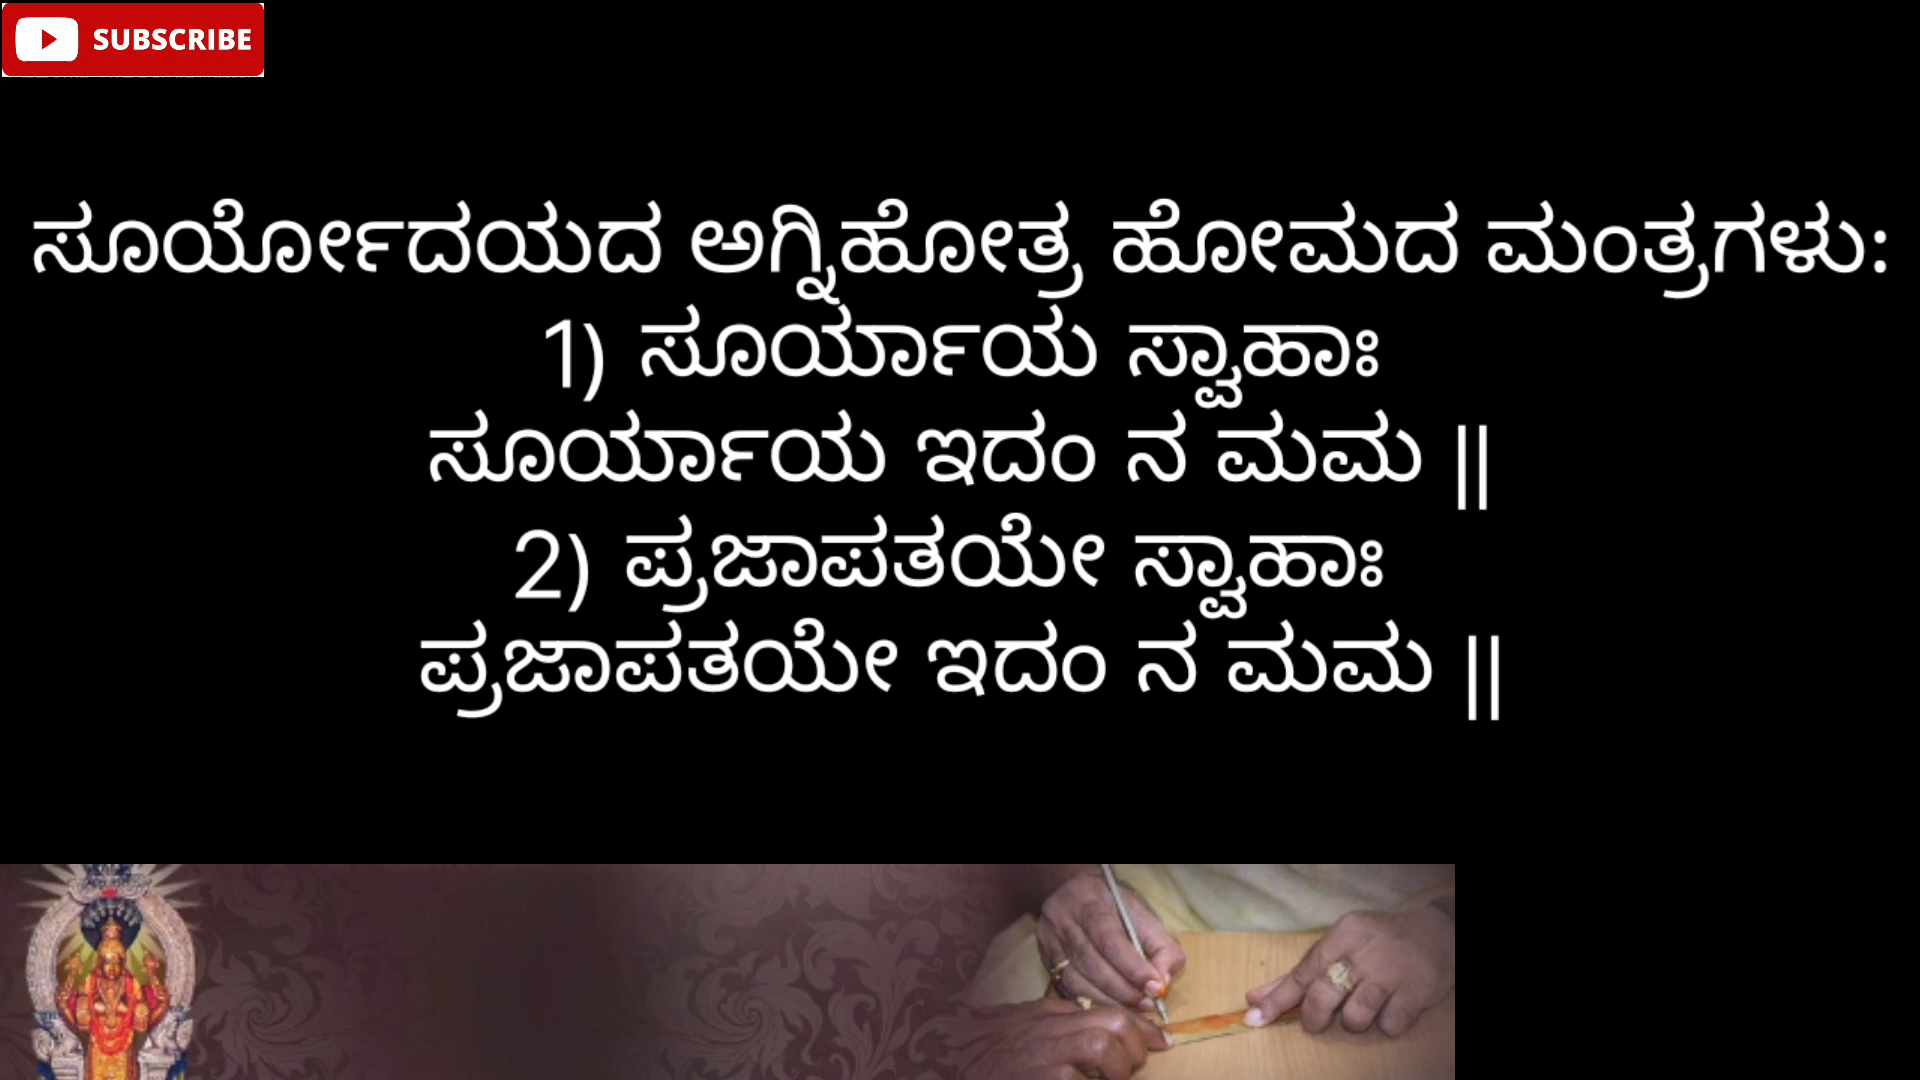 SUBSCRIBE
ಸೂರ್ಯೋದಯದ ಅಗ್ನಿಹೋತ್ರ ಹೋಮದ ಮಂತ್ರಗಳು:
1) ಸೂರ್ಯಾಯ ಸ್ವಾಹಾಃ
ಸೂರ್ಯಾಯ ಇದಂ ನ ಮಮ ||
2) ಪ್ರಜಾಪತಯೇ ಸ್ವಾಹಾಃ
ಪ್ರಜಾಪತಯೇ ಇದಂ ನ ಮಮ ||